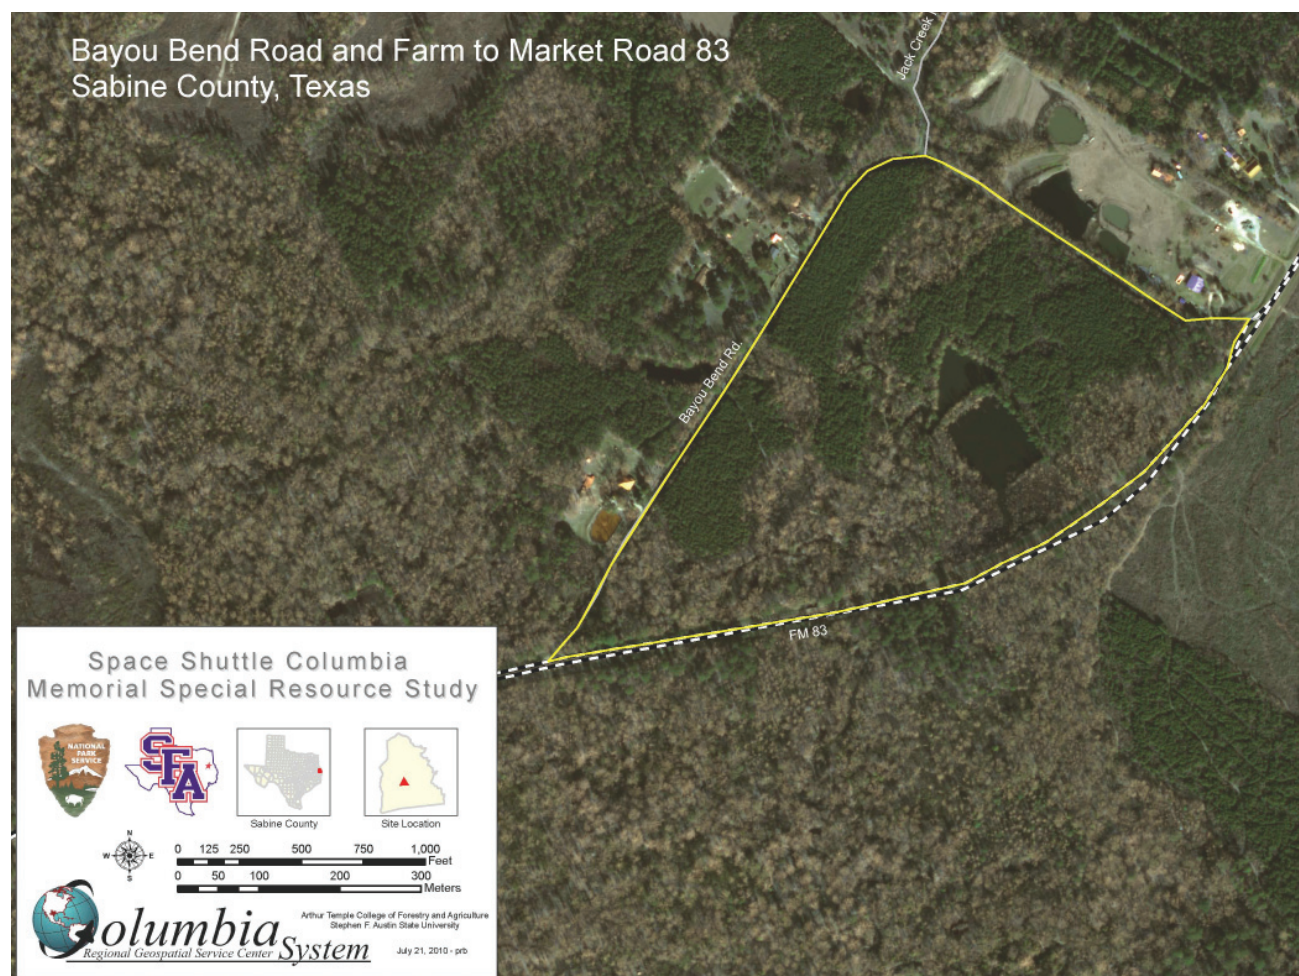 Bayou Bend Road and Farm to Market Road 83
Sabine County, Texas
Jack Creek
Bayou Bend Rd.
FM 83
Space Shuttle Columbia
Memorial Special Resource Study
NATIONAL
PARK
SERVICE
SFA
Sabine County
Site Location
N
W E
S
0 125 250 500 750 1,000
Feet
0 50 100 200 300
Meters
Columbia
Regional Geospatial Service Center System
Arthur Temple College of Forestry and Agriculture
Stephen F. Austin State University
July 21, 2010 - prb